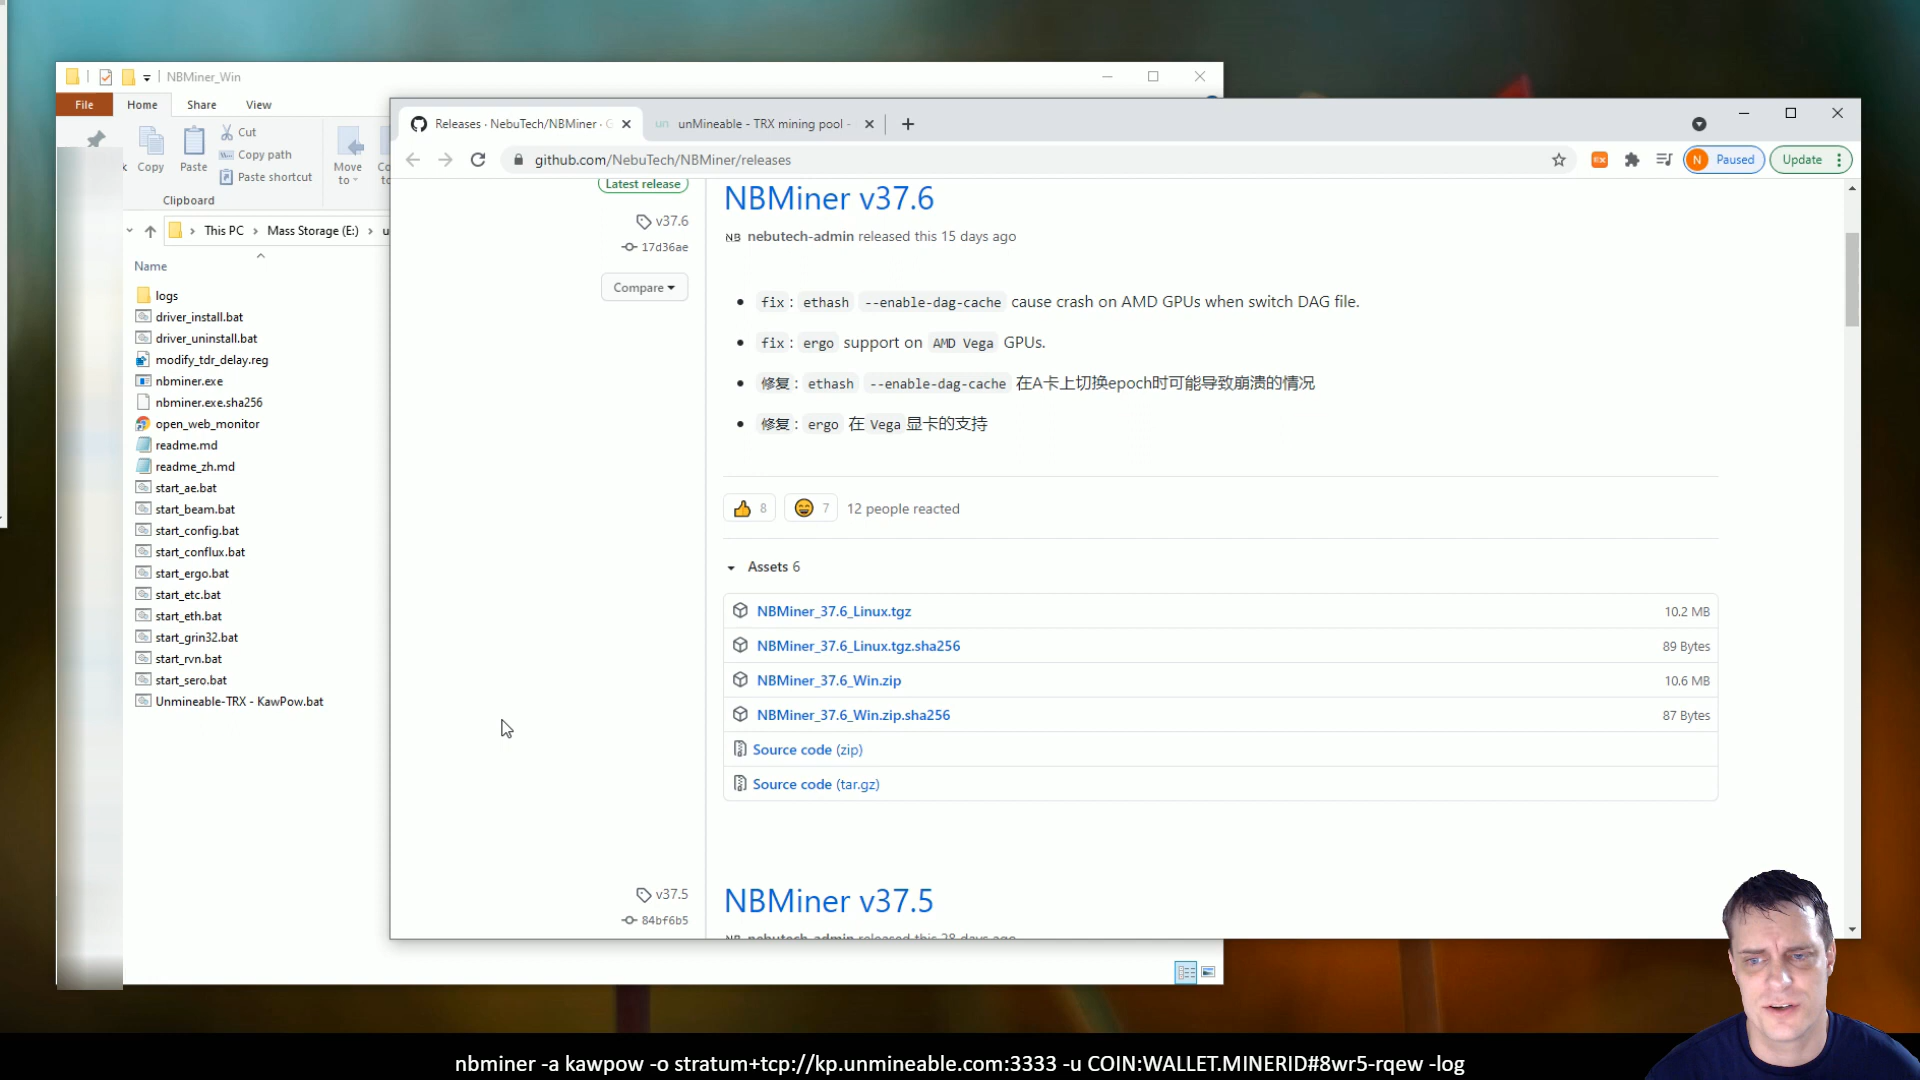 NBMiner_Win
File
Home
Share
View
Copy
Paste
Cut
Copy path
Paste shortcut
Move
to
Clipboard
This PC
Mass Storage (E:)
Name
logs
driver_install.bat
driver_uninstall.bat
modify_tdr_delay.reg
nbminer.exe
nbminer.exe.sha256
open_web_monitor
readme.md
readme_zh.md
start_ae.bat
start_beam.bat
start_config.bat
start_conflux.bat
start_ergo.bat
start_etc.bat
start_eth.bat
start_grin32.bat
start_rvn.bat
start_sero.bat
Unmineable-TRX - KawPow.bat
Releases · NebuTech/NBMiner ·
un unMineable - TRX mining pool -
github.com/NebuTech/NBMiner/releases
N Paused
Update
Latest release
v37.6
17d36ae
Compare
NBMiner v37.6
NB nebutech-admin released this 15 days ago
fix: ethash --enable-dag-cache cause crash on AMD GPUs when switch DAG file.
fix: ergo support on AMD Vega GPUs.
修复: ethash --enable-dag-cache 在A卡上切换epoch时可能导致崩溃的情况
修复: ergo 在 Vega 显卡的支持
8
7
12 people reacted
Assets 6
NBMiner_37.6_Linux.tgz 10.2 MB
NBMiner_37.6_Linux.tgz.sha256 89 Bytes
NBMiner_37.6_Win.zip 10.6 MB
NBMiner_37.6_Win.zip.sha256 87 Bytes
Source code (zip)
Source code (tar.gz)
v37.5
84bf6b5
NBMiner v37.5
NB nebutech-admin released this 28 days ago
nbminer -a kawpow -o stratum+tcp://kp.unmineable.com:3333 -u COIN:WALLET.MINERID#8wr5-rqew -log